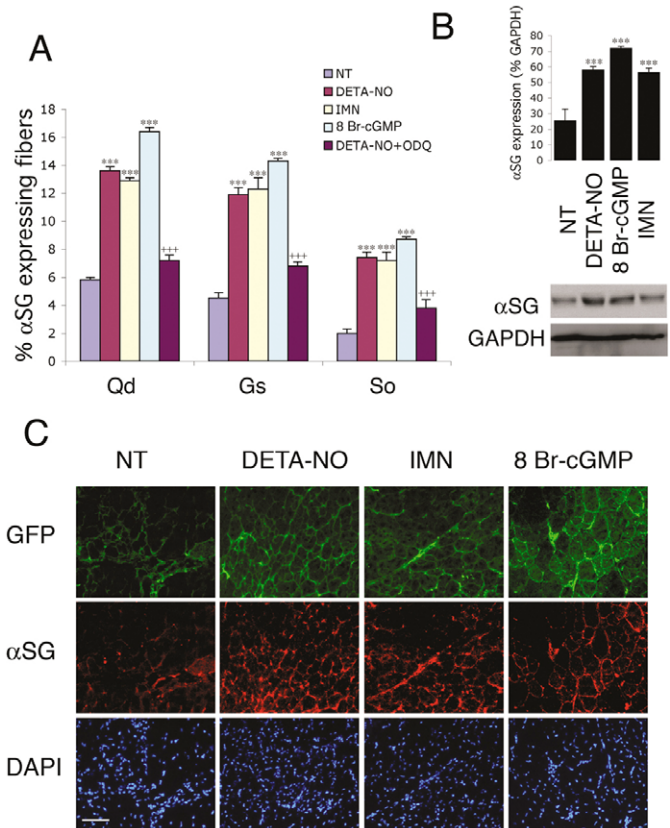 A
NT
DETA-NO
IMN
8 Br-cGMP
DETA-NO+ODQ
% αSG expressing fibers
18
16
14
12
10
8
6
4
2
0
***
***
***
+++
***
***
***
+++
***
***
***
+++
Qd
Gs
So
B
αSG expression (% GAPDH)
80
70
60
50
40
30
20
10
0
***
***
***
NT
DETA-NO
8 Br-cGMP
IMN
αSG
GAPDH
C
NT DETA-NO IMN 8 Br-cGMP
GFP
αSG
DAPI